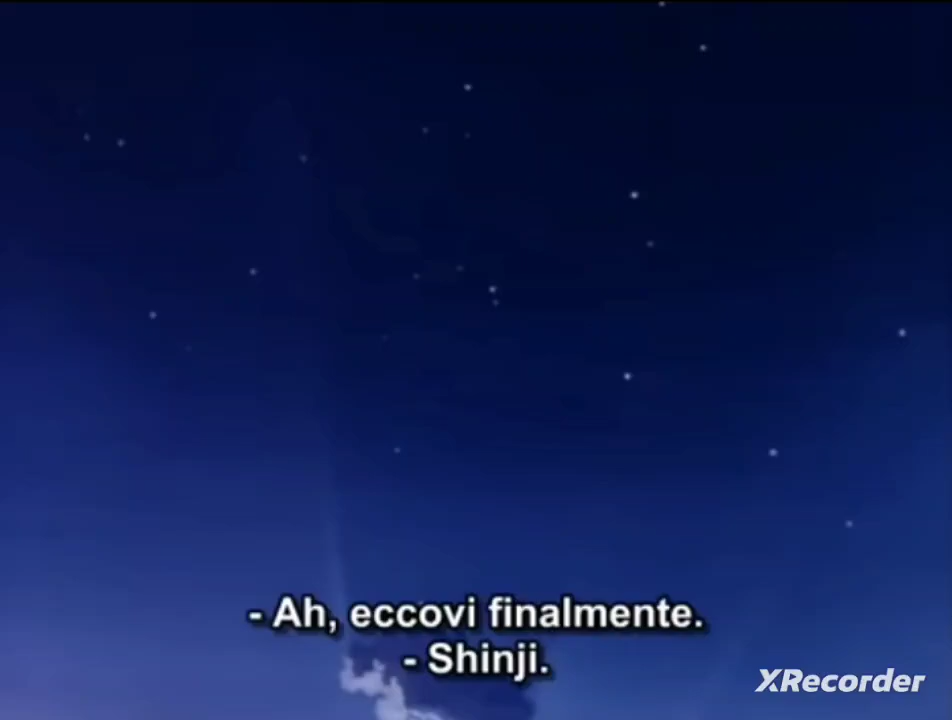 - Ah, eccovi finalmente.
- Shinji.
XRecorder